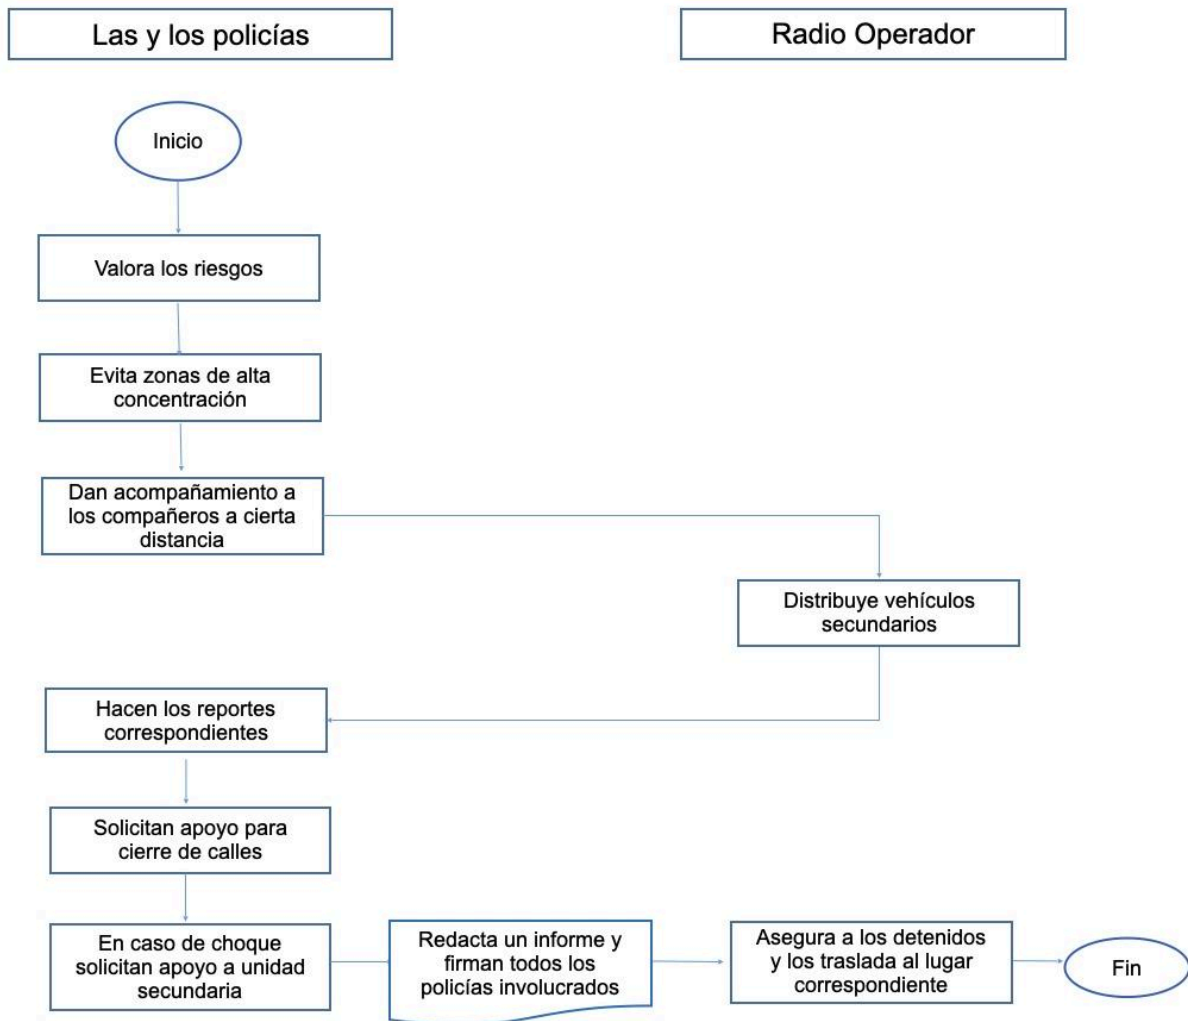 Las y los policías
Radio Operador
Inicio
Valora los riesgos
Evita zonas de alta
concentración
Dan acompañamiento a
los compañeros a cierta
distancia
Distribuye vehículos
secundarios
Hacen los reportes
correspondientes
Solicitan apoyo para
cierre de calles
En caso de choque
solicitan apoyo a unidad
secundaria
Redacta un informe y
firman todos los
policías involucrados
Asegura a los detenidos
y los traslada al lugar
correspondiente
Fin